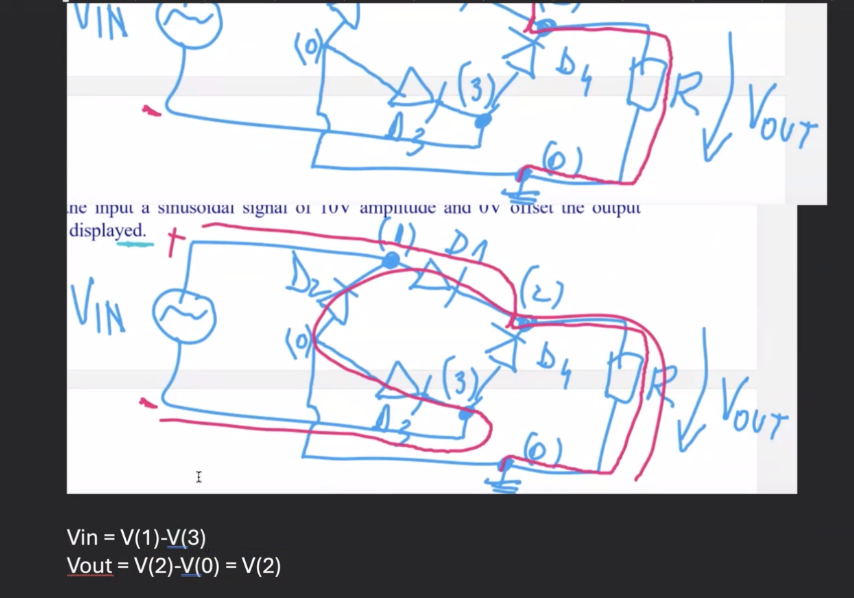 VIN
(0)
D4
(3)
R
VOUT
D3
(0)
the input a sinusoidal signal of 10V amplitude and 0V offset the output
displayed.
+
(1) D1
D2
(2)
VIN
(0)
D4
(3)
R
VOUT
D3
(0)
Vin = V(1)-V(3)
Vout = V(2)-V(0) = V(2)